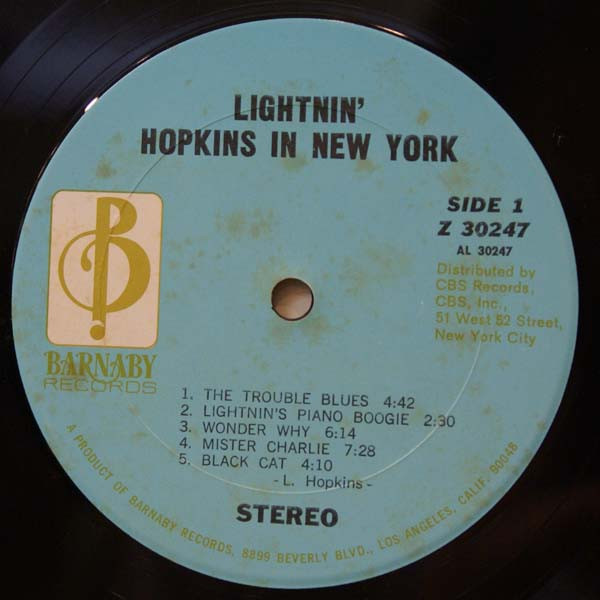 LIGHTNIN'
HOPKINS IN NEW YORK
SIDE 1
Z 30247
AL 30247
Distributed by
CBS Records,
CBS, Inc.,
51 West 52 Street,
New York City
B
BARNABY
RECORDS
1. THE TROUBLE BLUES 4:42
2. LIGHTNIN'S PIANO BOOGIE 2:30
3. WONDER WHY 6:14
4. MISTER CHARLIE 7:28
5. BLACK CAT 4:10
- L. Hopkins -
STEREO
A PRODUCT OF BARNABY RECORDS, 8899 BEVERLY BLVD., LOS ANGELES, CALIF. 90048